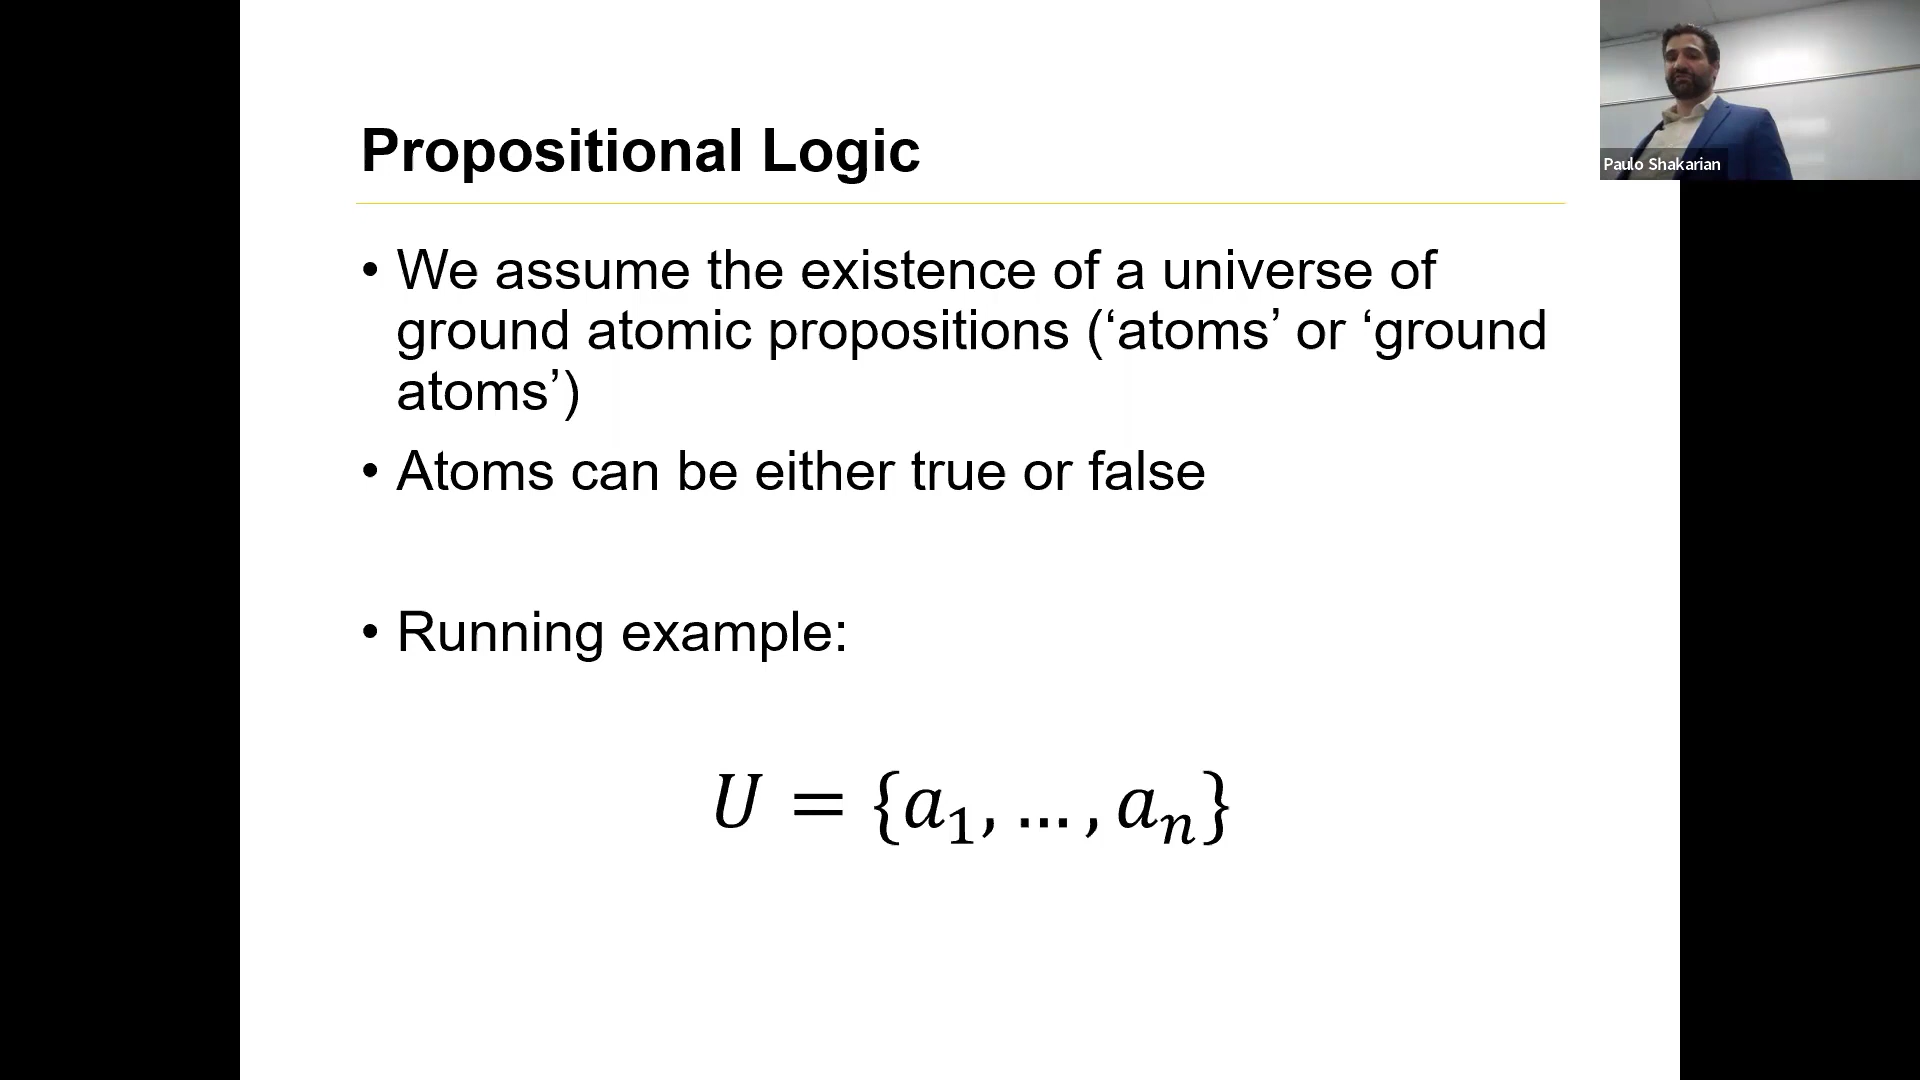 Propositional Logic
• We assume the existence of a universe of
ground atomic propositions (‘atoms’ or ‘ground
atoms’)
• Atoms can be either true or false
• Running example:
U = {a₁, … , aₙ}
Paulo Shakarian